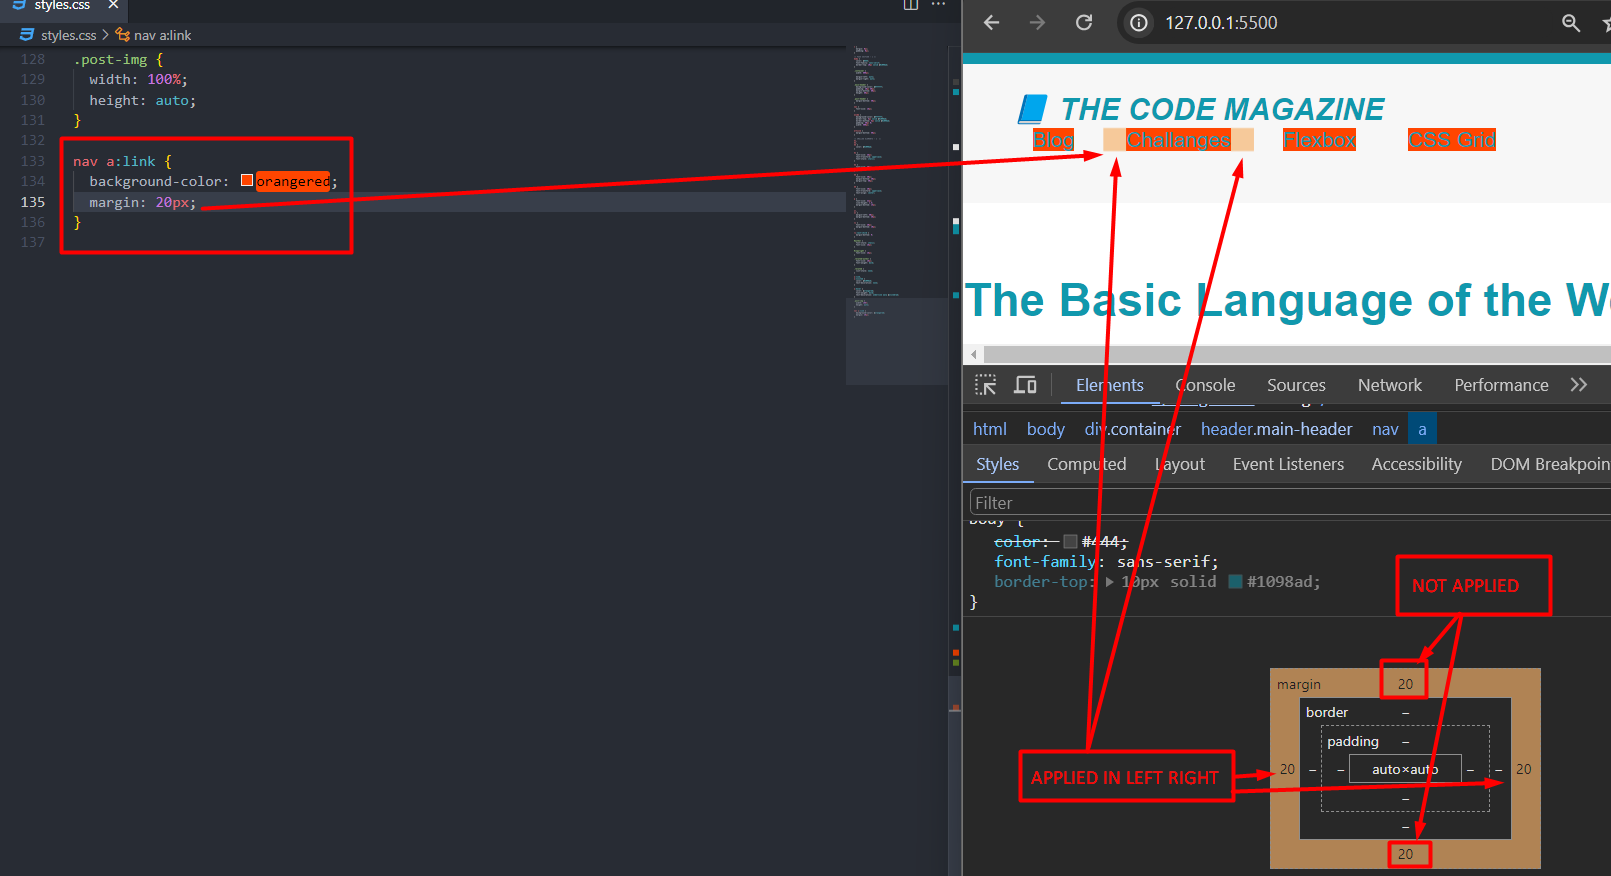 styles.css
styles.css > nav a:link
128 .post-img {
129 width: 100%;
130 height: auto;
131 }
132
133 nav a:link {
134 background-color: orangered;
135 margin: 20px;
136 }
137
127.0.0.1:5500
THE CODE MAGAZINE
Blog Challanges Flexbox CSS Grid
The Basic Language of the W
Elements Console Sources Network Performance
html body div.container header.main-header nav a
Styles Computed Layout Event Listeners Accessibility DOM Breakpoin
Filter
body {
color: #444;
font-family: sans-serif;
border-top: 10px solid #1098ad;
}
NOT APPLIED
margin 20
border –
padding –
APPLIED IN LEFT RIGHT
20 – – auto×auto – – 20
–
–
20